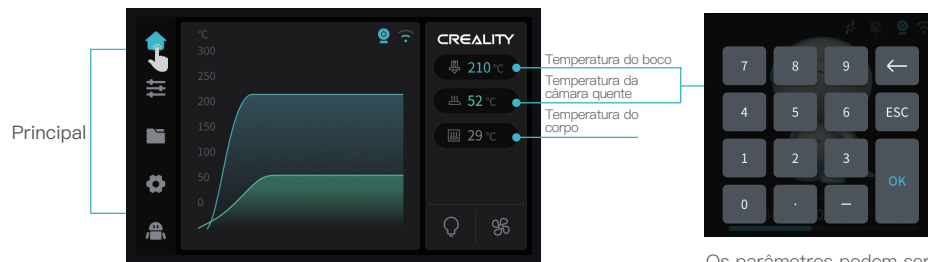 Principal
°C
300
250
200
150
100
50
0
CREALITY
210 °C
52 °C
29 °C
Temperatura do boco
Temperatura da
câmara quente
Temperatura do
corpo
7 8 9 ←
4 5 6 ESC
1 2 3
OK
0 . —
Os parâmetros podem ser